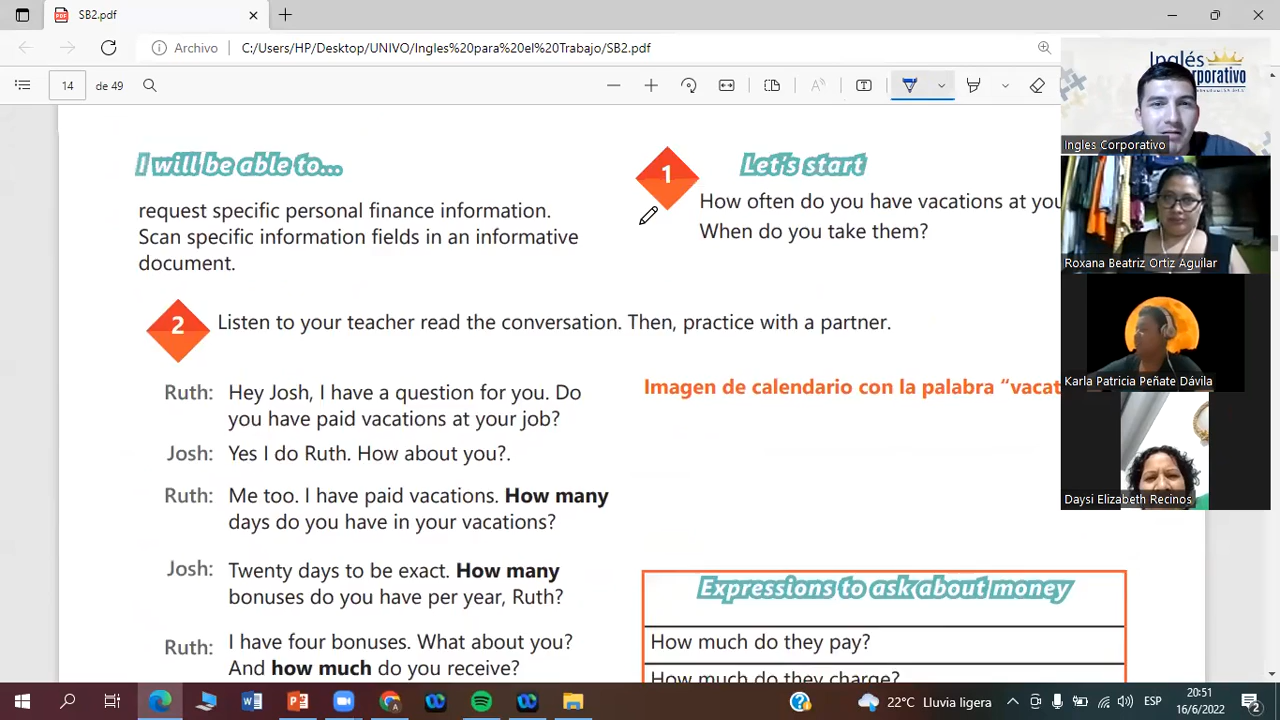 SB2.pdf
Archivo
C:/Users/HP/Desktop/UNIVO/Ingles%20para%20el%20Trabajo/SB2.pdf
14
de 49
I will be able to...
request specific personal finance information.
Scan specific information fields in an informative
document.
1
Let's start
How often do you have vacations at you
When do you take them?
2
Listen to your teacher read the conversation. Then, practice with a partner.
Ruth: Hey Josh, I have a question for you. Do
you have paid vacations at your job?
Josh: Yes I do Ruth. How about you?.
Ruth: Me too. I have paid vacations. How many
days do you have in your vacations?
Josh: Twenty days to be exact. How many
bonuses do you have per year, Ruth?
Ruth: I have four bonuses. What about you?
And how much do you receive?
Imagen de calendario con la palabra “vacat
Expressions to ask about money
How much do they pay?
How much do they charge?
Inglés
orporativo
Ingles Corporativo
Roxana Beatriz Ortiz Aguilar
Karla Patricia Peñate Dávila
Daysi Elizabeth Recinos
22°C Lluvia ligera
ESP
20:51
16/6/2022
2